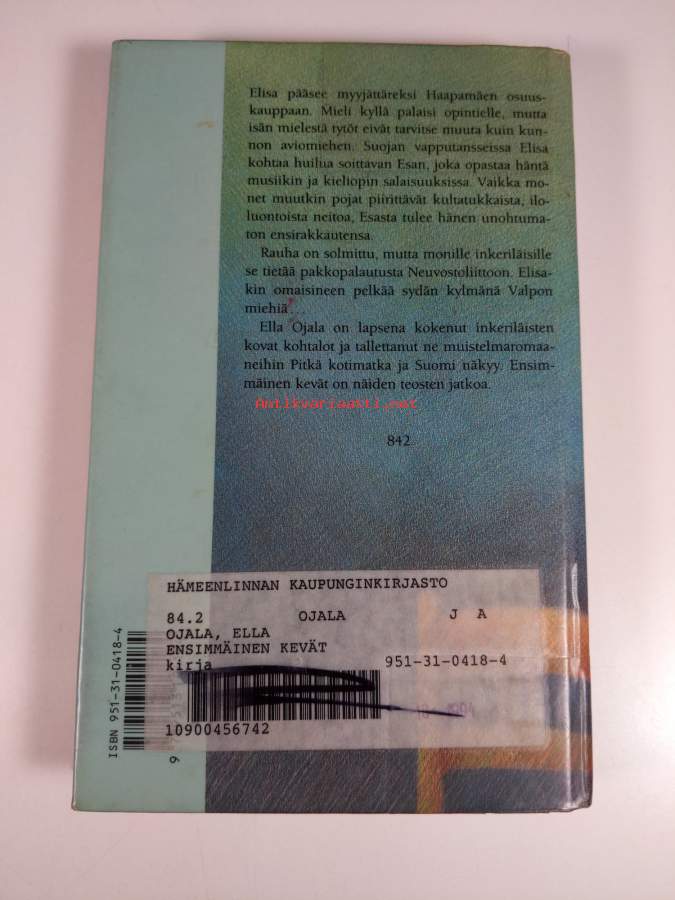 Elisa pääsee myyjättäreksi Haapamäen osuus-
kauppaan. Mieli kyllä palaisi opintielle, mutta
isän mielestä tytöt eivät tarvitse muuta kuin kun-
non aviomiehen. Suojan vapputansseissa Elisa
kohtaa huilua soittavan Esan, joka opastaa häntä
musiikin ja kieliopin salaisuuksissa. Vaikka mo-
net muutkin pojat piirittävät kultatukkaista, ilo-
luontoista neitoa, Esasta tulee hänen unohtuma-
ton ensirakkautensa.
Rauha on solmittu, mutta monille inkeriläisille
se tietää pakkopalautusta Neuvostoliittoon. Elisa-
kin omaisineen pelkää sydän kylmänä Valpon
miehiä...
Ella Ojala on lapsena kokenut inkeriläisten
kovat kohtalot ja tallettanut ne muistelmaromaa-
neihin Pitkä kotimatka ja Suomi näkyy. Ensim-
mäinen kevät on näiden teosten jatkoa.
Antikvariaatti.net
842
HÄMEENLINNAN KAUPUNGINKIRJASTO
84.2 OJALA J A
OJALA, ELLA
ENSIMMÄINEN KEVÄT
kirja 951-31-0418-4
10900456742
ISBN 951-31-0418-4